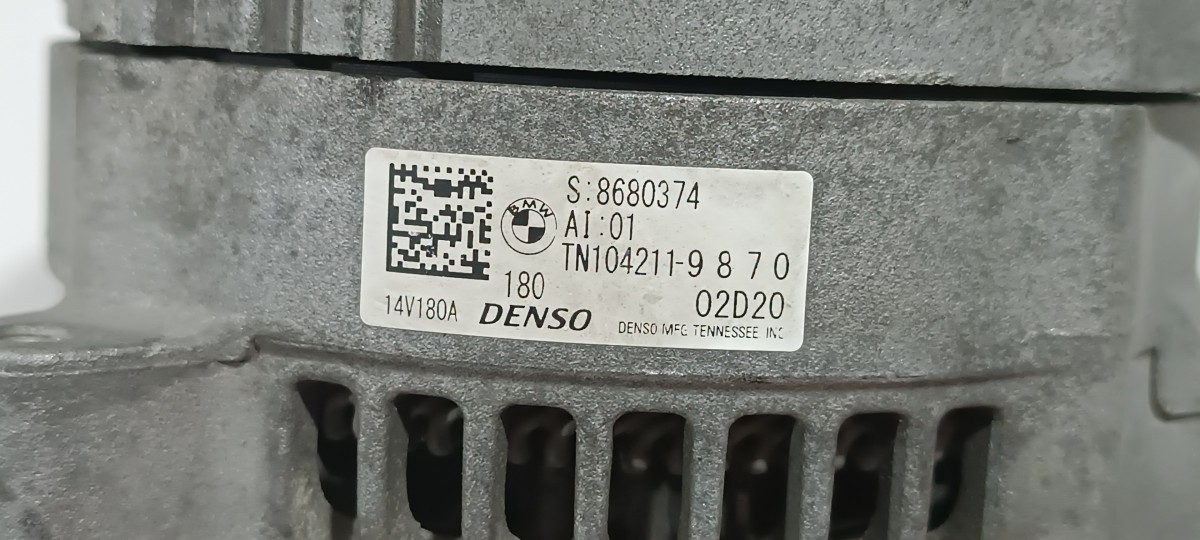 S:8680374
BMW
AI:01
TN104211-9870
180
02D20
14V180A
DENSO
DENSO MFG TENNESSEE INC